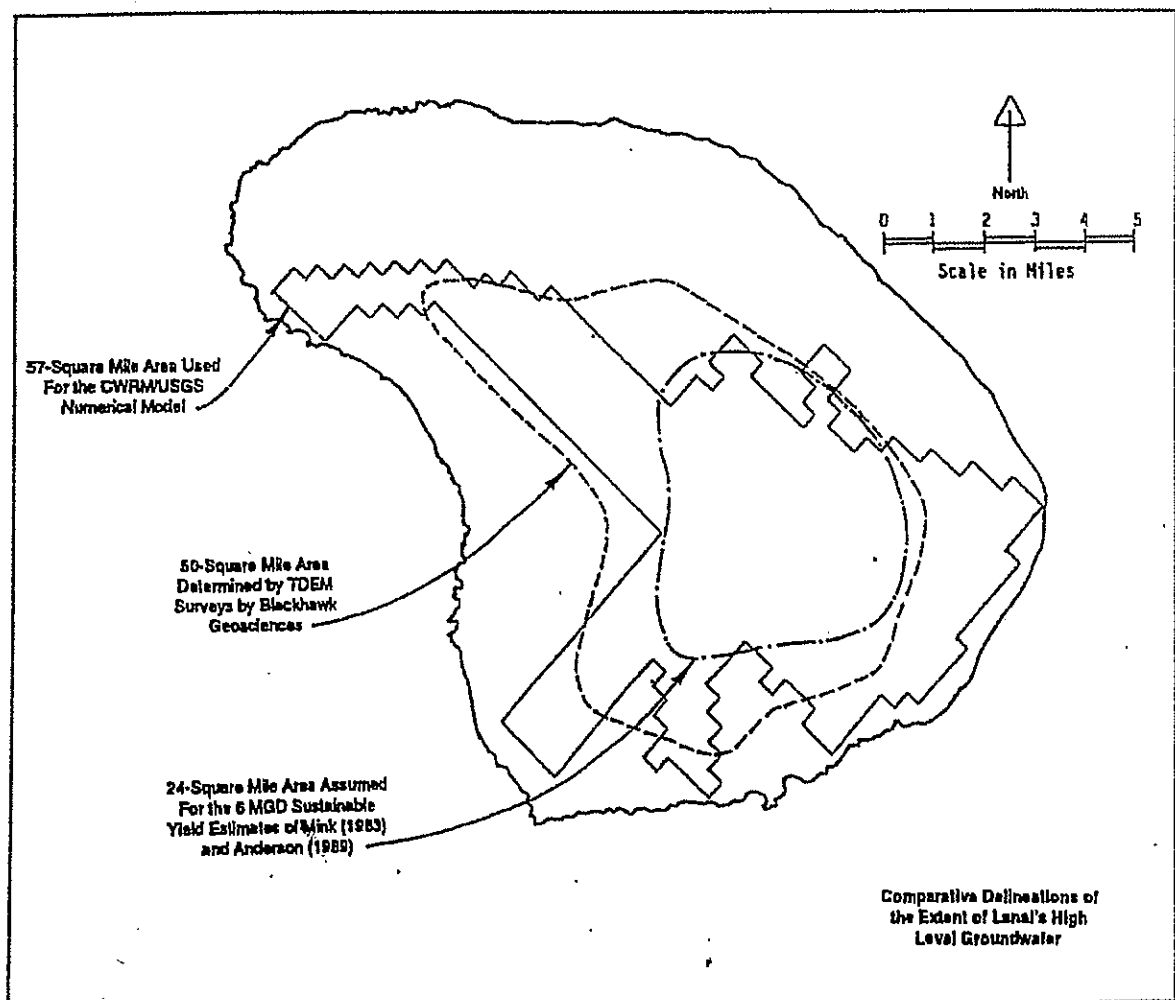 North
0 1 2 3 4 5
Scale in Miles
57-Square Mile Area Used
For the CWRM/USGS
Numerical Model
50-Square Mile Area
Determined by TDEM
Surveys by Blackhawk
Geosciences
24-Square Mile Area Assumed
For the 6 MGD Sustainable
Yield Estimates of Mink (1983)
and Anderson (1989)
Comparative Delineations of
the Extent of Lanai's High
Level Groundwater